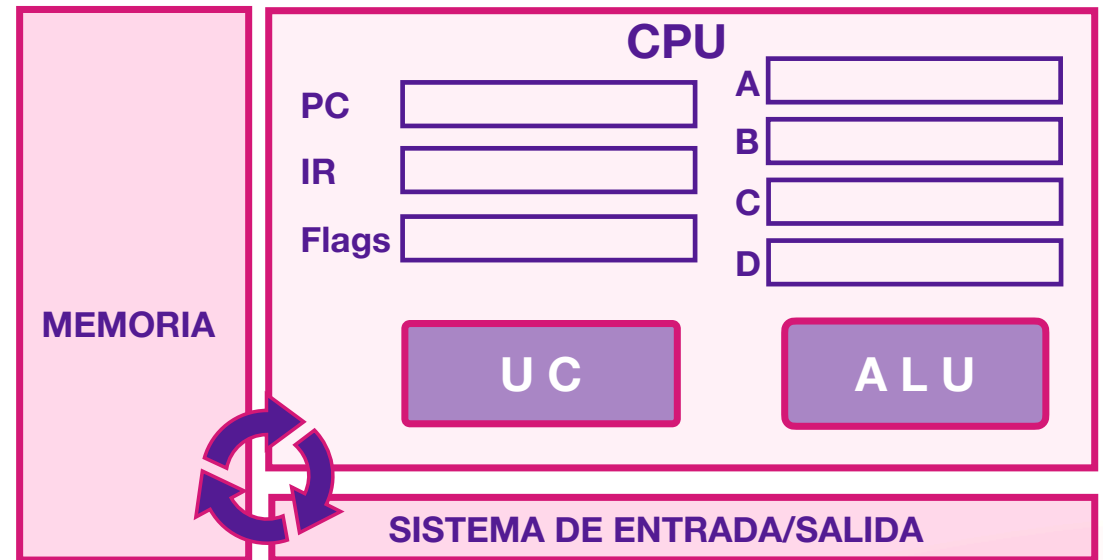 MEMORIA
CPU
PC
IR
Flags
A
B
C
D
U C
A L U
SISTEMA DE ENTRADA/SALIDA